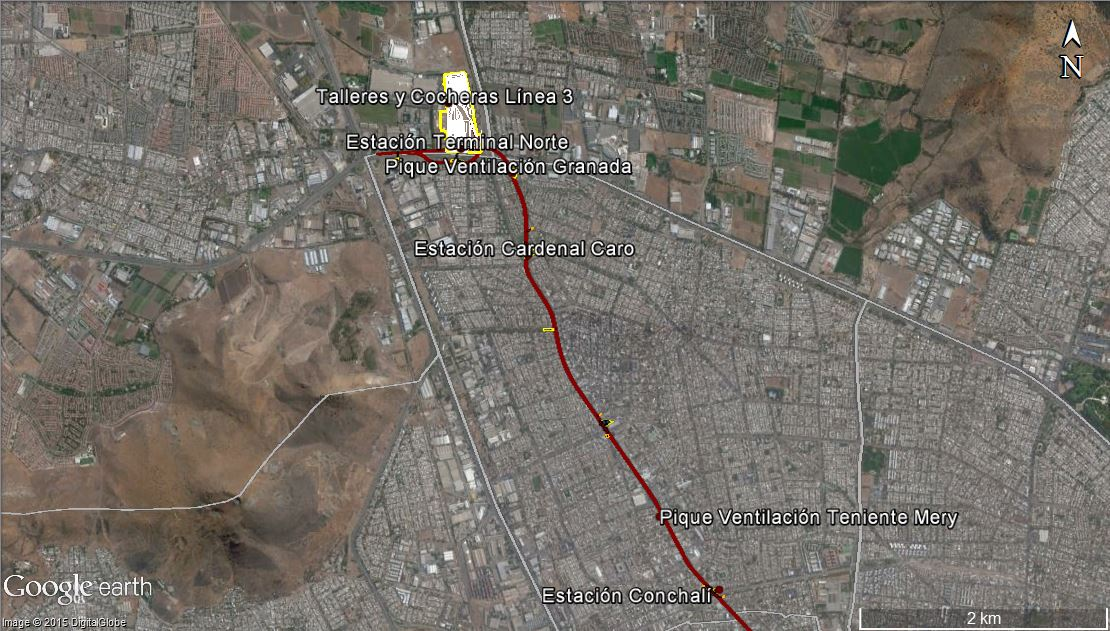 N
Talleres y Cocheras Línea 3
Estación Terminal Norte
Pique Ventilación Granada
Estación Cardenal Caro
Pique Ventilación Teniente Mery
Estación Conchalí
Google earth
Image © 2015 DigitalGlobe
2 km